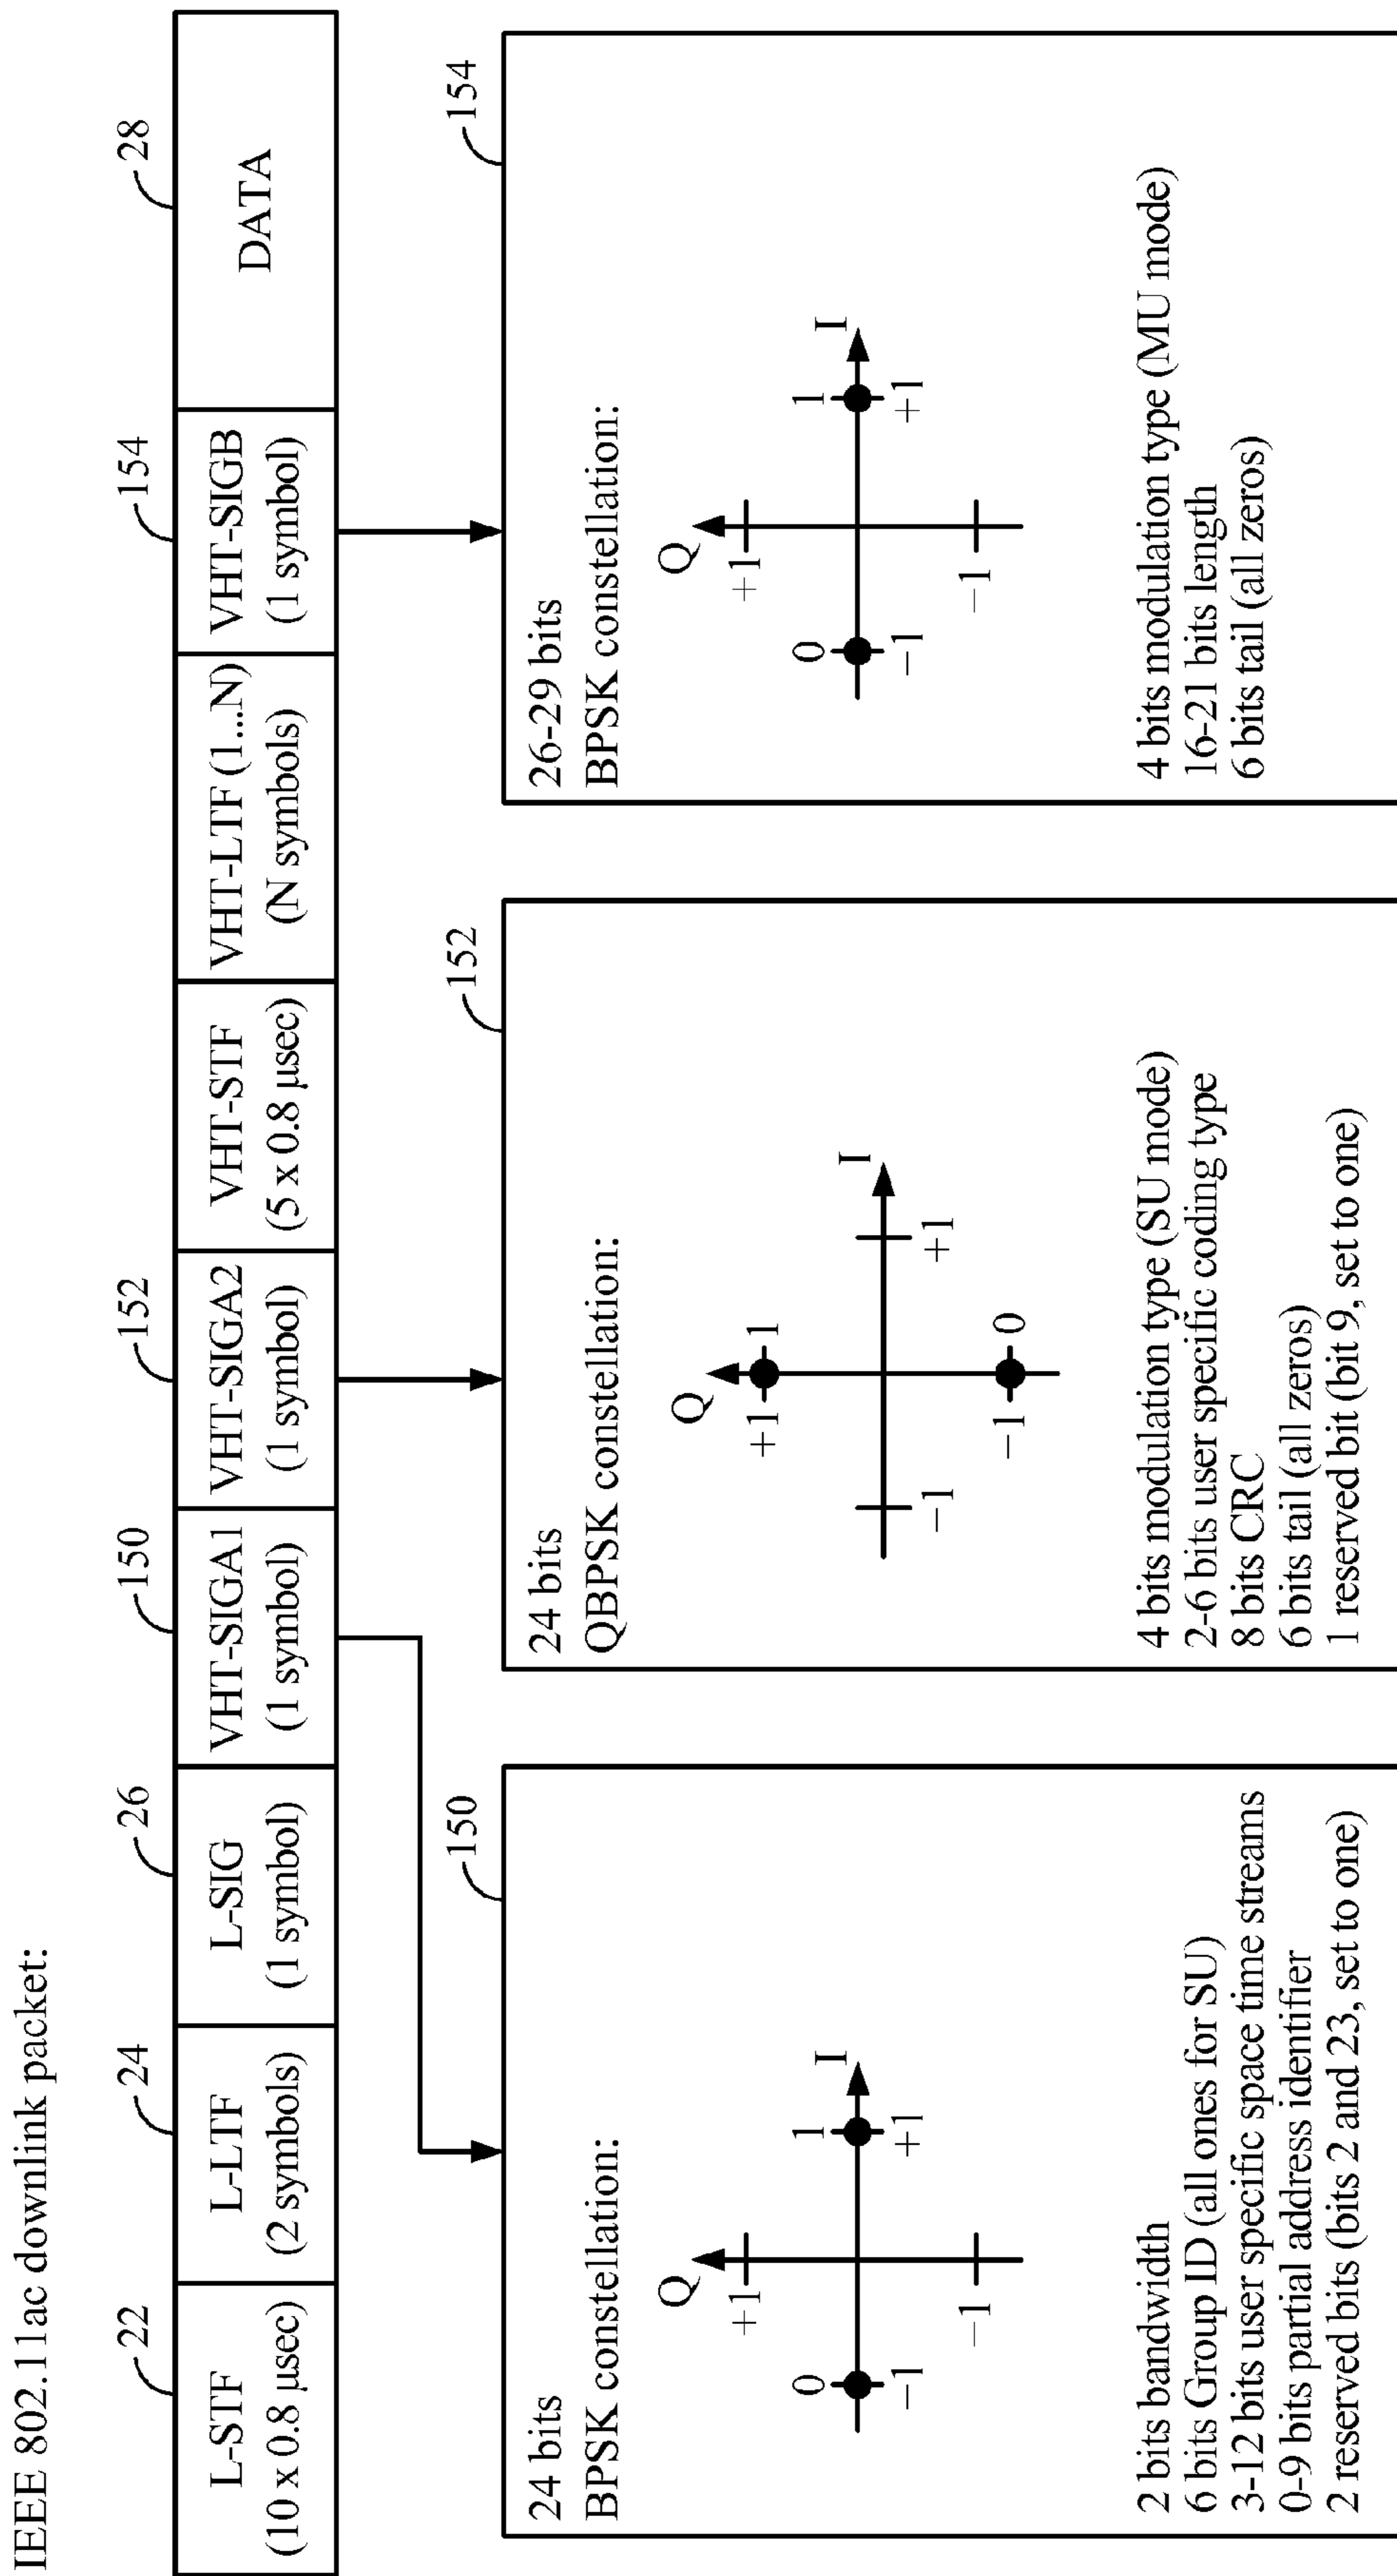 IEEE 802.11ac downlink packet:
22
24
26
150
152
154
28
L-STF
(10 x 0.8 µsec)
L-LTF
(2 symbols)
L-SIG
(1 symbol)
VHT-SIGA1
(1 symbol)
VHT-SIGA2
(1 symbol)
VHT-STF
(5 x 0.8 µsec)
VHT-LTF (1...N)
(N symbols)
VHT-SIGB
(1 symbol)
DATA
150
24 bits
BPSK constellation:
Q
+1
I
0
1
−1
+1
−1
2 bits bandwidth
6 bits Group ID (all ones for SU)
3-12 bits user specific space time streams
0-9 bits partial address identifier
2 reserved bits (bits 2 and 23, set to one)
152
24 bits
QBPSK constellation:
Q
+1
1
I
−1
+1
−1
0
4 bits modulation type (SU mode)
2-6 bits user specific coding type
8 bits CRC
6 bits tail (all zeros)
1 reserved bit (bit 9, set to one)
154
26-29 bits
BPSK constellation:
Q
+1
I
0
1
−1
+1
−1
4 bits modulation type (MU mode)
16-21 bits length
6 bits tail (all zeros)